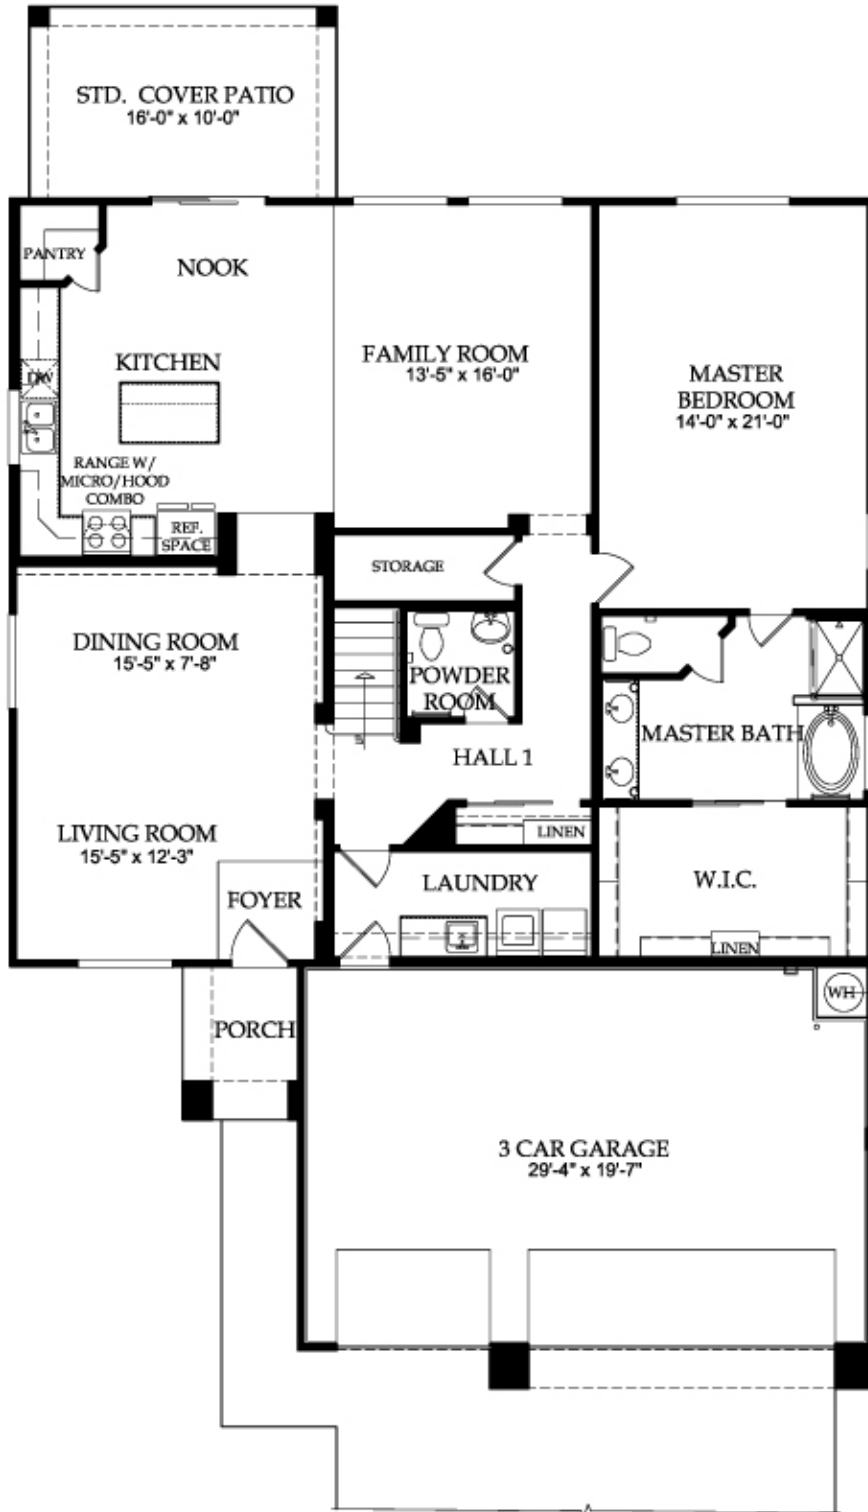 STD. COVER PATIO
16'-0" x 10'-0"
PANTRY
NOOK
KITCHEN
DW
RANGE W/
MICRO/HOOD
COMBO
REF.
SPACE
FAMILY ROOM
13'-5" x 16'-0"
MASTER
BEDROOM
14'-0" x 21'-0"
STORAGE
DINING ROOM
15'-5" x 7'-8"
POWDER
ROOM
MASTER BATH
HALL 1
LIVING ROOM
15'-5" x 12'-3"
LINEN
FOYER
LAUNDRY
W.I.C.
LINEN
PORCH
WH
3 CAR GARAGE
29'-4" x 19'-7"